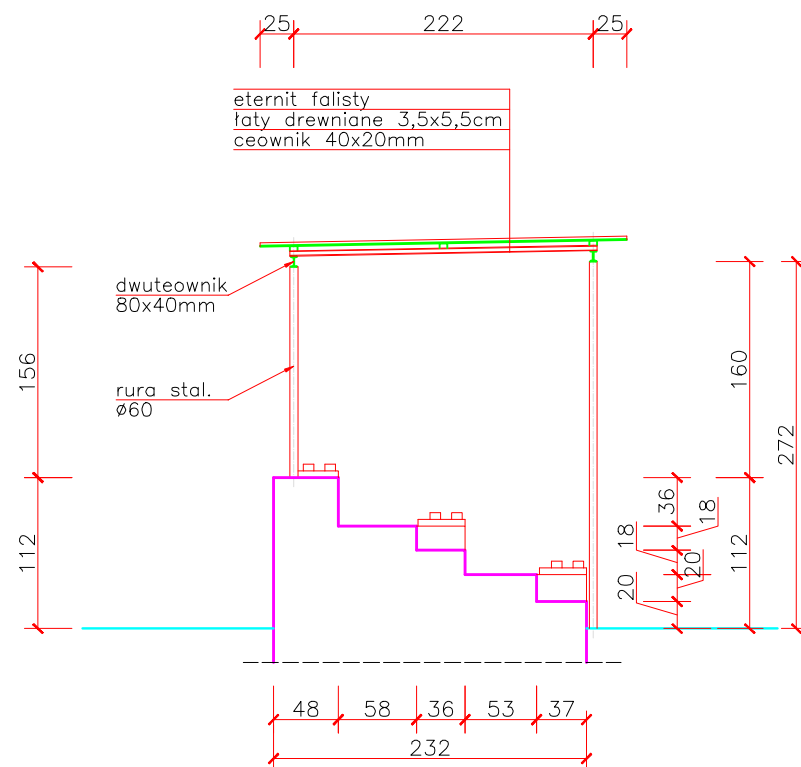 25 222 25
eternit falisty
łaty drewniane 3,5x5,5cm
ceownik 40x20mm
dwuteownik
80x40mm
rura stal.
ø60
156
112
160
272
112
36
18
18
20
20
48 58 36 53 37
232